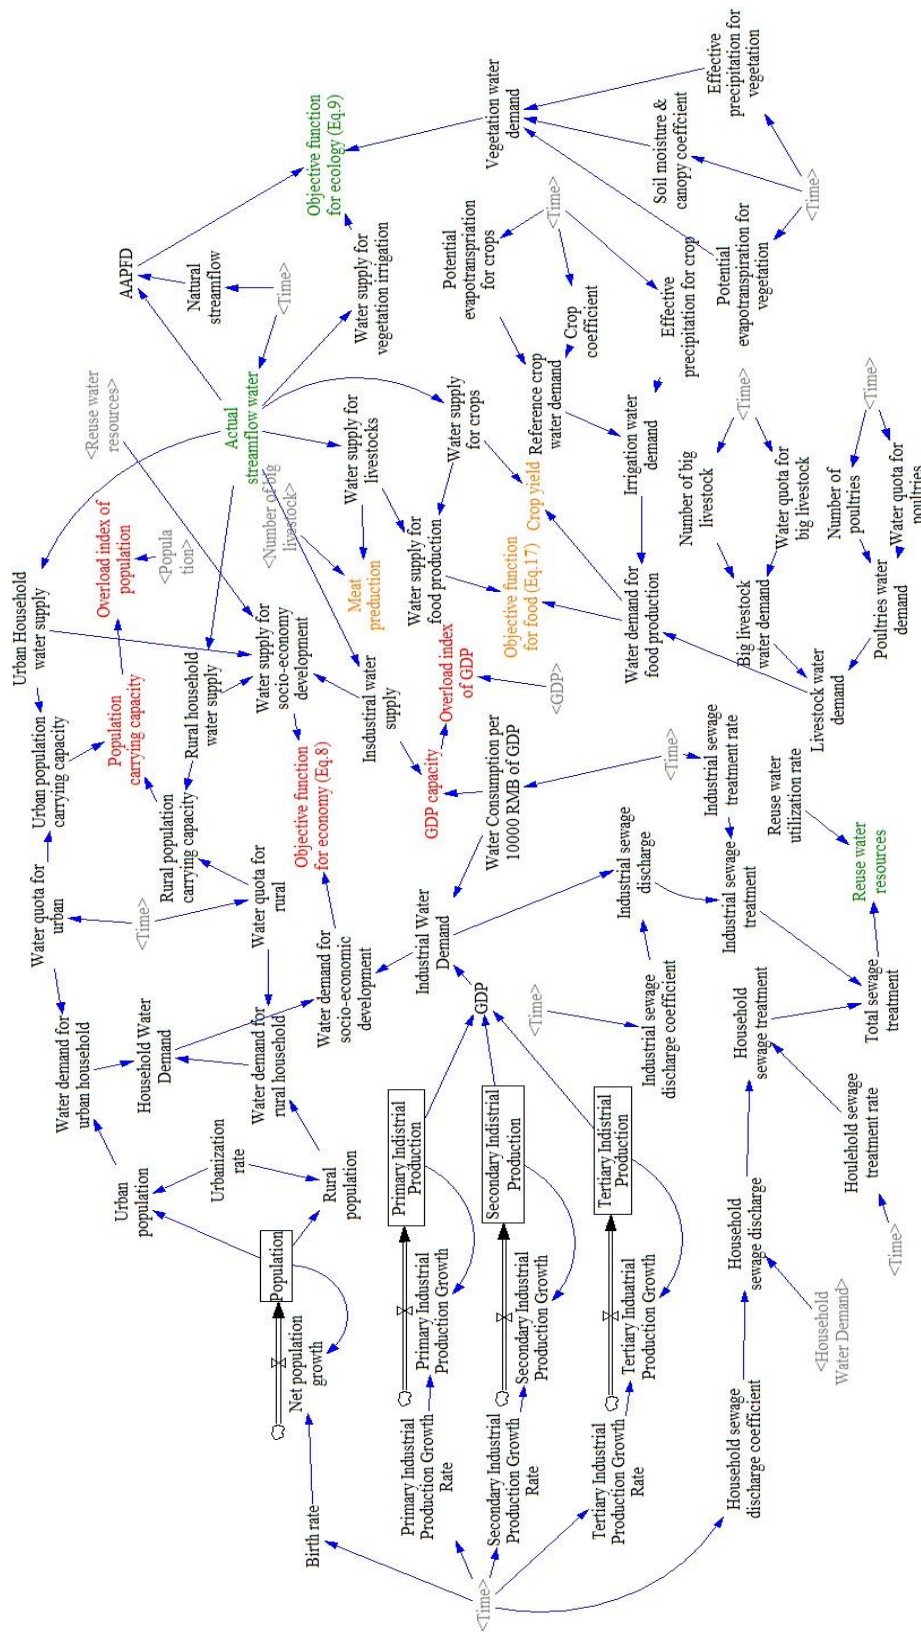 Urban Household
water supply
<Reuse water
resources>
AAPFD
Natural
streamflow
<Time>
Objective function
for ecology (Eq.9)
Water quota for
urban
Urban population
carrying capacity
Population
carrying capacity
Overload index of
population
<Popula
tion>
Actual
streamflow water
Water supply for
vegetation irrigation
Water demand for
urban household
<Time>
Rural population
carrying capacity
Rural household
water supply
Water supply for
socio-economy
development
<Number of big
livestock>
Water supply for
livestocks
Vegetation water
demand
Household Water
Demand
Water quota for
rural
Objective function
for economy (Eq.8)
Insdustiral water
supply
Meat
production
Water supply for
food production
Water supply
for crops
Potential
evapotranspriation
for crops
<Time>
Soil moisture &
canopy coefficient
Effective
precipitation for
vegetation
Urban
population
Urbanization
rate
Water demand for
rural household
Water demand for
socio-economic
development
GDP capacity
Overload index
of GDP
<GDP>
Objective function
for food (Eq.17)
Crop yield
Reference crop
water demand
Crop
coefficient
Effective
precipitation for crop
Potential
evapotranspiration for
vegetation
<Time>
Population
Rural
population
Industrial Water
Demand
Water Consumption per
10000 RMB of GDP
Water demand for
food production
Irrigation water
demand
Net population
growth
GDP
<Time>
Number of big
livestock
<Time>
Birth rate
Primary Indistrial
Production
Primary Industrial
Production Growth
Primary Industrial
Production Growth
Rate
<Time>
Industrial sewage
discharge
Industrial sewage
treatment rate
Big livestock
water demand
Water quota for
big livestock
Secondary Indistrial
Production
Secondary Industrial
Production Growth
Secondary Industrial
Production Growth
Rate
Industrial sewage
discharge coefficient
Industrial sewage
treatment
Reuse water
utilization rate
Livestock water
demand
Number of
poultries
<Time>
<Time>
Tertiary Indistrial
Production
Tertiary Induatrial
Production Growth
Tertiary Industrial
Production Growth
Rate
Household
sewage treatment
Total sewage
treatment
Reuse water
resources
Poultries water
demand
Water quota for
poultries
Household sewage
discharge coefficient
Household
sewage discharge
<Household
Water Demand>
Houlehold sewage
treatment rate
<Time>